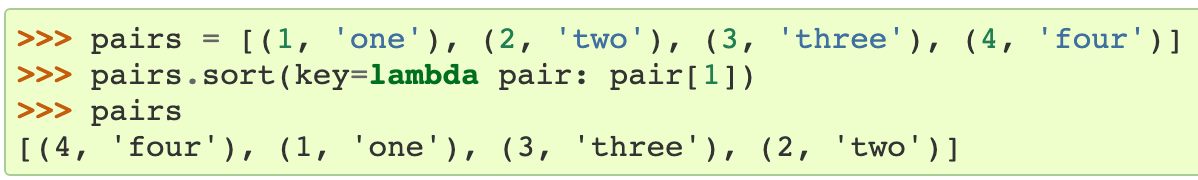 >>> pairs = [(1, 'one'), (2, 'two'), (3, 'three'), (4, 'four')]
>>> pairs.sort(key=lambda pair: pair[1])
>>> pairs
[(4, 'four'), (1, 'one'), (3, 'three'), (2, 'two')]